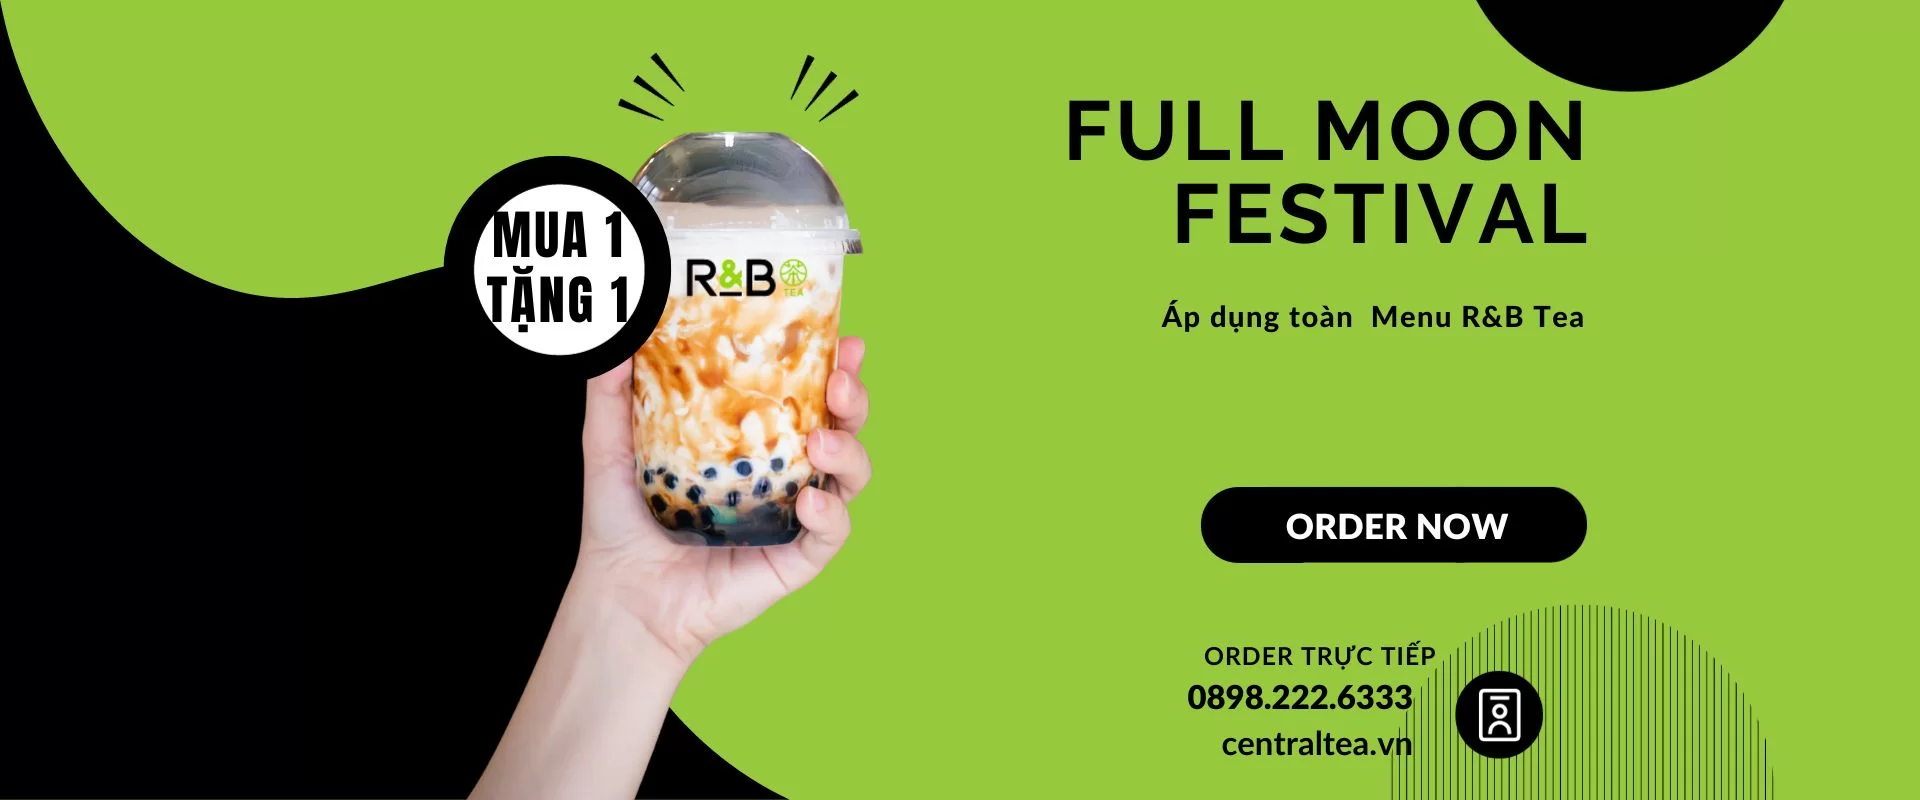 MUA 1
TẶNG 1
R&B
TEA
FULL MOON
FESTIVAL
Áp dụng toàn Menu R&B Tea
ORDER NOW
ORDER TRỰC TIẾP
0898.222.6333
centraltea.vn